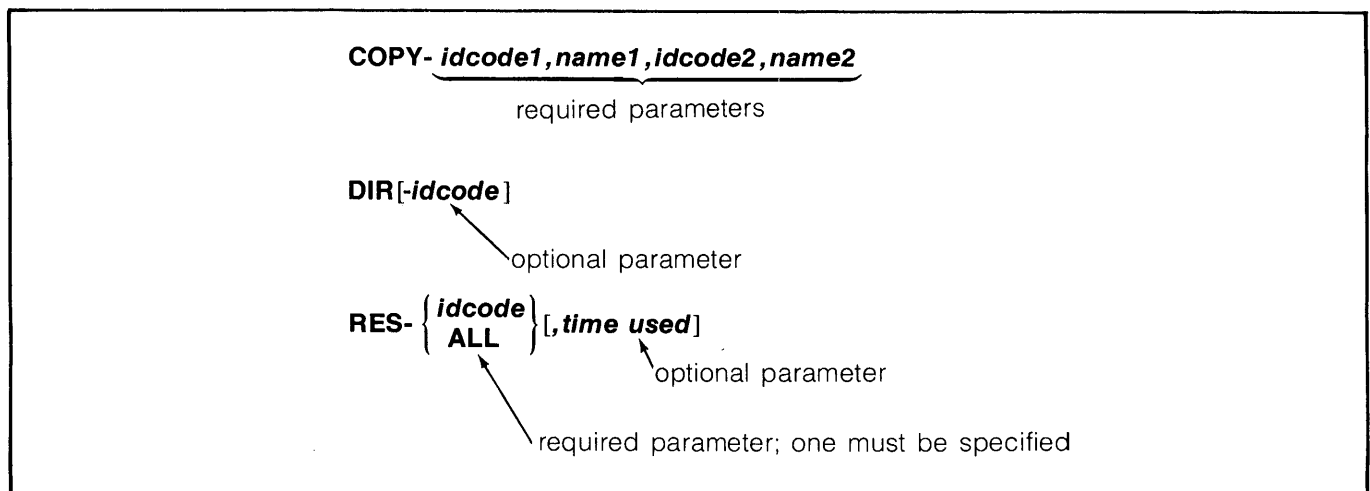 COPY- idcode1,name1,idcode2,name2
required parameters
DIR[-idcode]
optional parameter
RES- {idcode
ALL} [,time used]
optional parameter
required parameter; one must be specified